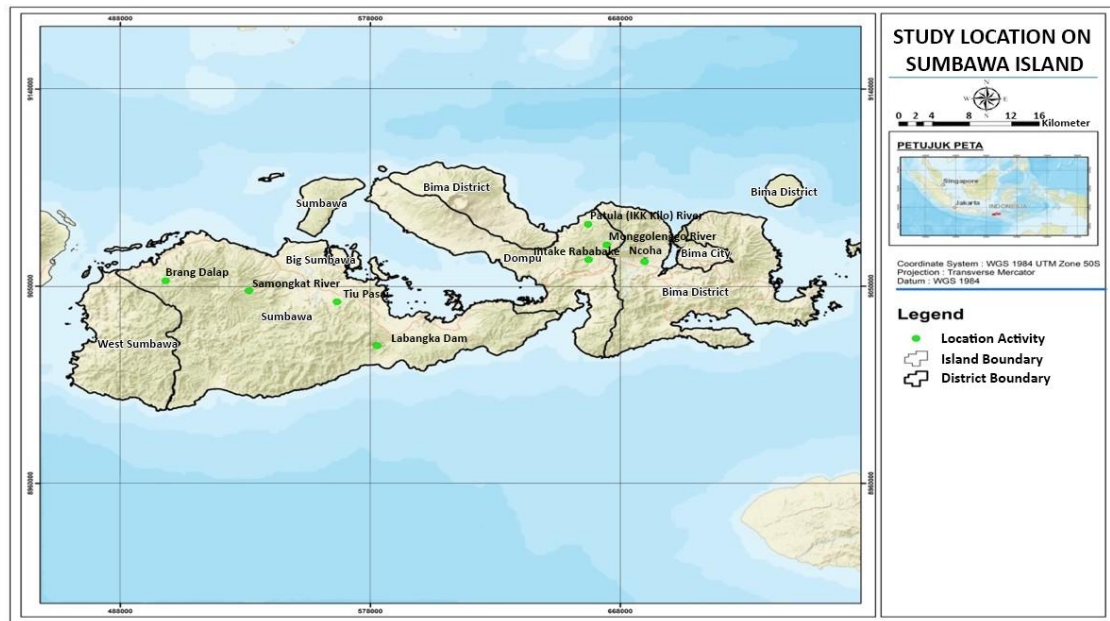 488000
578000
668000
9140000
9140000
Bima District
Bima District
Sumbawa
Patula (IKK Kilo) River
Monggolenggo River
Intake Rababake
Ncoha
Dompu
Bima City
Big Sumbawa
Brang Dalap
Samongkat River
Tiu Pasai
9050000
9050000
Sumbawa
Bima District
West Sumbawa
Labangka Dam
8960000
8960000
488000
578000
668000
STUDY LOCATION ON
SUMBAWA ISLAND
N
W
E
S
0 2 4 8 12 16 Kilometer
PETUJUK PETA
Singapore
Jakarta
INDONESIA
Coordinate System : WGS 1984 UTM Zone 50S
Projection : Transverse Mercator
Datum : WGS 1984
Legend
Location Activity
Island Boundary
District Boundary